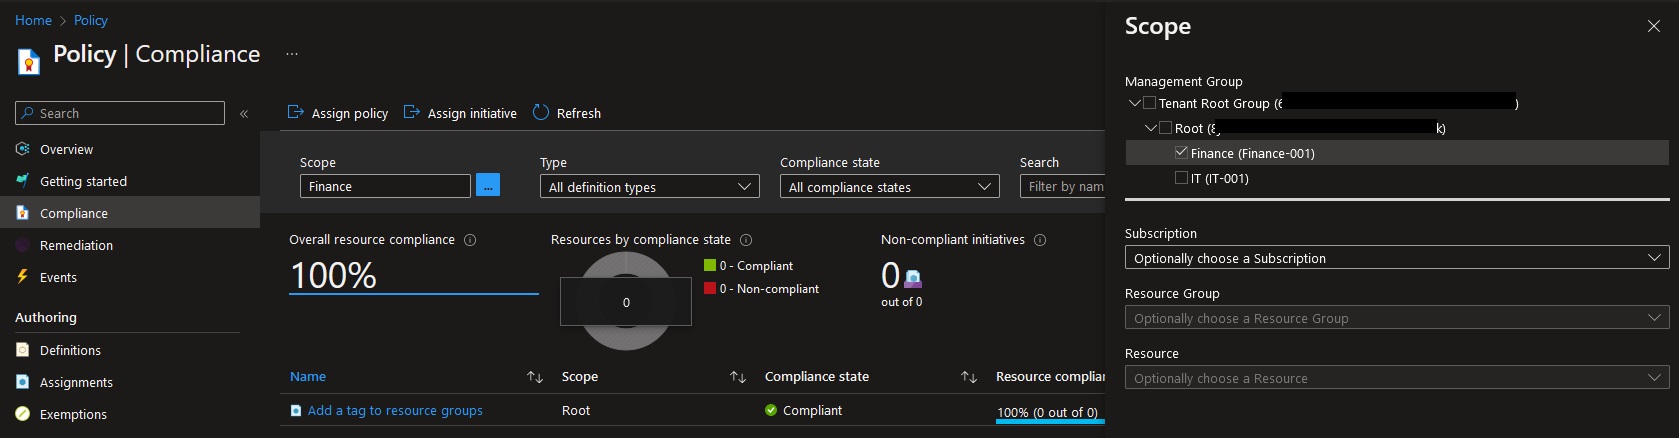 Home > Policy
Policy | Compliance ...
Search «
Overview
Getting started
Compliance
Remediation
Events
Authoring
Definitions
Assignments
Exemptions
Assign policy Assign initiative Refresh
Scope Type Compliance state Search
Finance ... All definition types All compliance states Filter by nam
Overall resource compliance Resources by compliance state Non-compliant initiatives
100% 0 0 - Compliant 0
0 - Non-compliant out of 0
Name Scope Compliance state Resource complian
Add a tag to resource groups Root Compliant 100% (0 out of 0)
Scope
Management Group
Tenant Root Group (6 )
Root (8 k)
Finance (Finance-001)
IT (IT-001)
Subscription
Optionally choose a Subscription
Resource Group
Optionally choose a Resource Group
Resource
Optionally choose a Resource